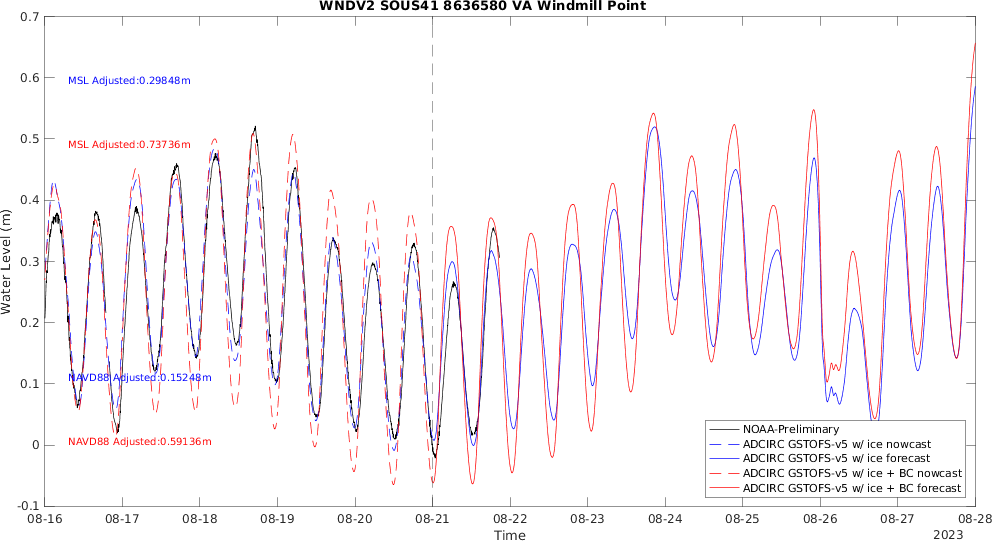 WNDV2 SOUS41 8636580 VA Windmill Point
0.7
0.6
0.5
0.4
0.3
0.2
0.1
0
-0.1
Water Level (m)
MSL Adjusted:0.29848m
MSL Adjusted:0.73736m
NAVD88 Adjusted:0.15248m
NAVD88 Adjusted:0.59136m
NOAA-Preliminary
ADCIRC GSTOFS-v5 w/ ice nowcast
ADCIRC GSTOFS-v5 w/ ice forecast
ADCIRC GSTOFS-v5 w/ ice + BC nowcast
ADCIRC GSTOFS-v5 w/ ice + BC forecast
08-16 08-17 08-18 08-19 08-20 08-21 08-22 08-23 08-24 08-25 08-26 08-27 08-28
Time
2023